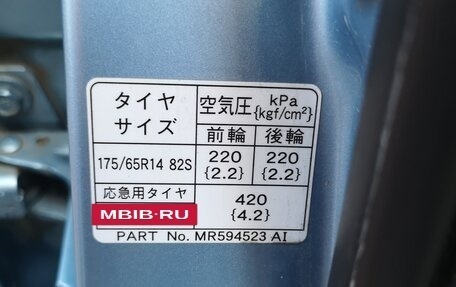 タイヤ
サイズ
空気圧 kPa
{kgf/cm²}
前輪 後輪
175/65R14 82S 220 220
{2.2} {2.2}
応急用タイヤ 420
{4.2}
MBIB-RU
PART No. MR594523 AI